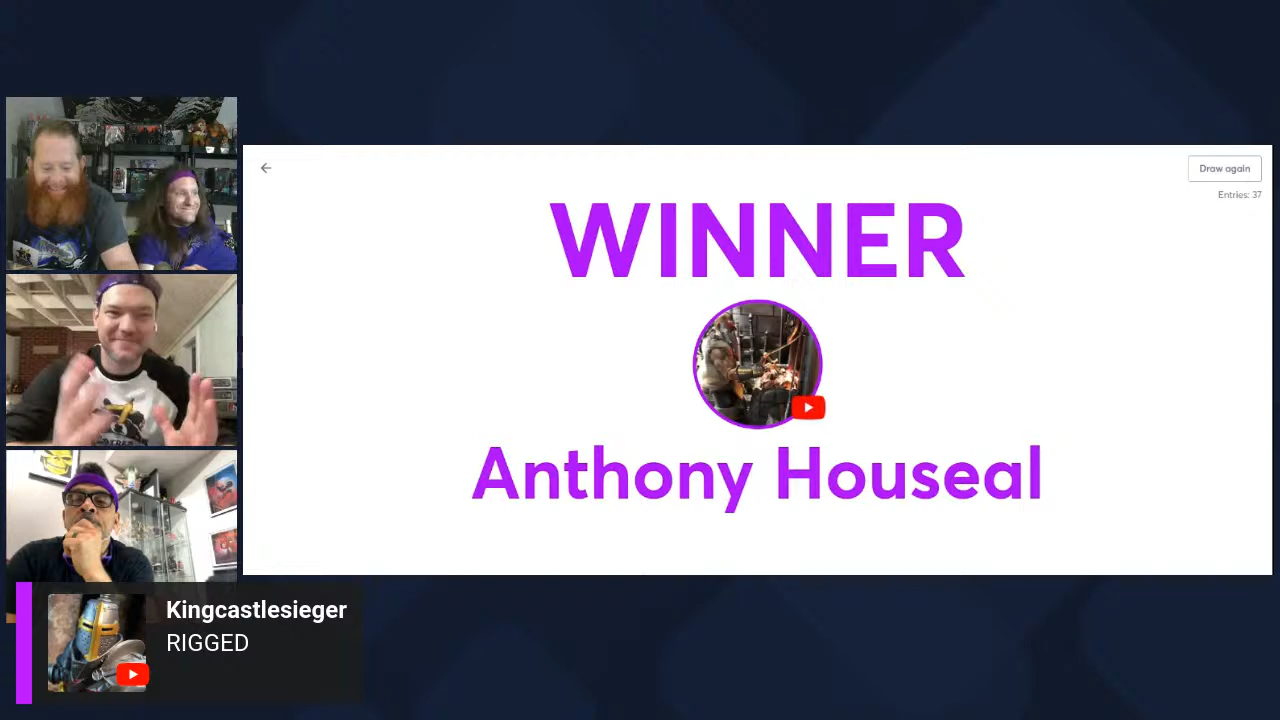 Draw again
Entries: 37
WINNER
Anthony Houseal
Kingcastlesieger
RIGGED